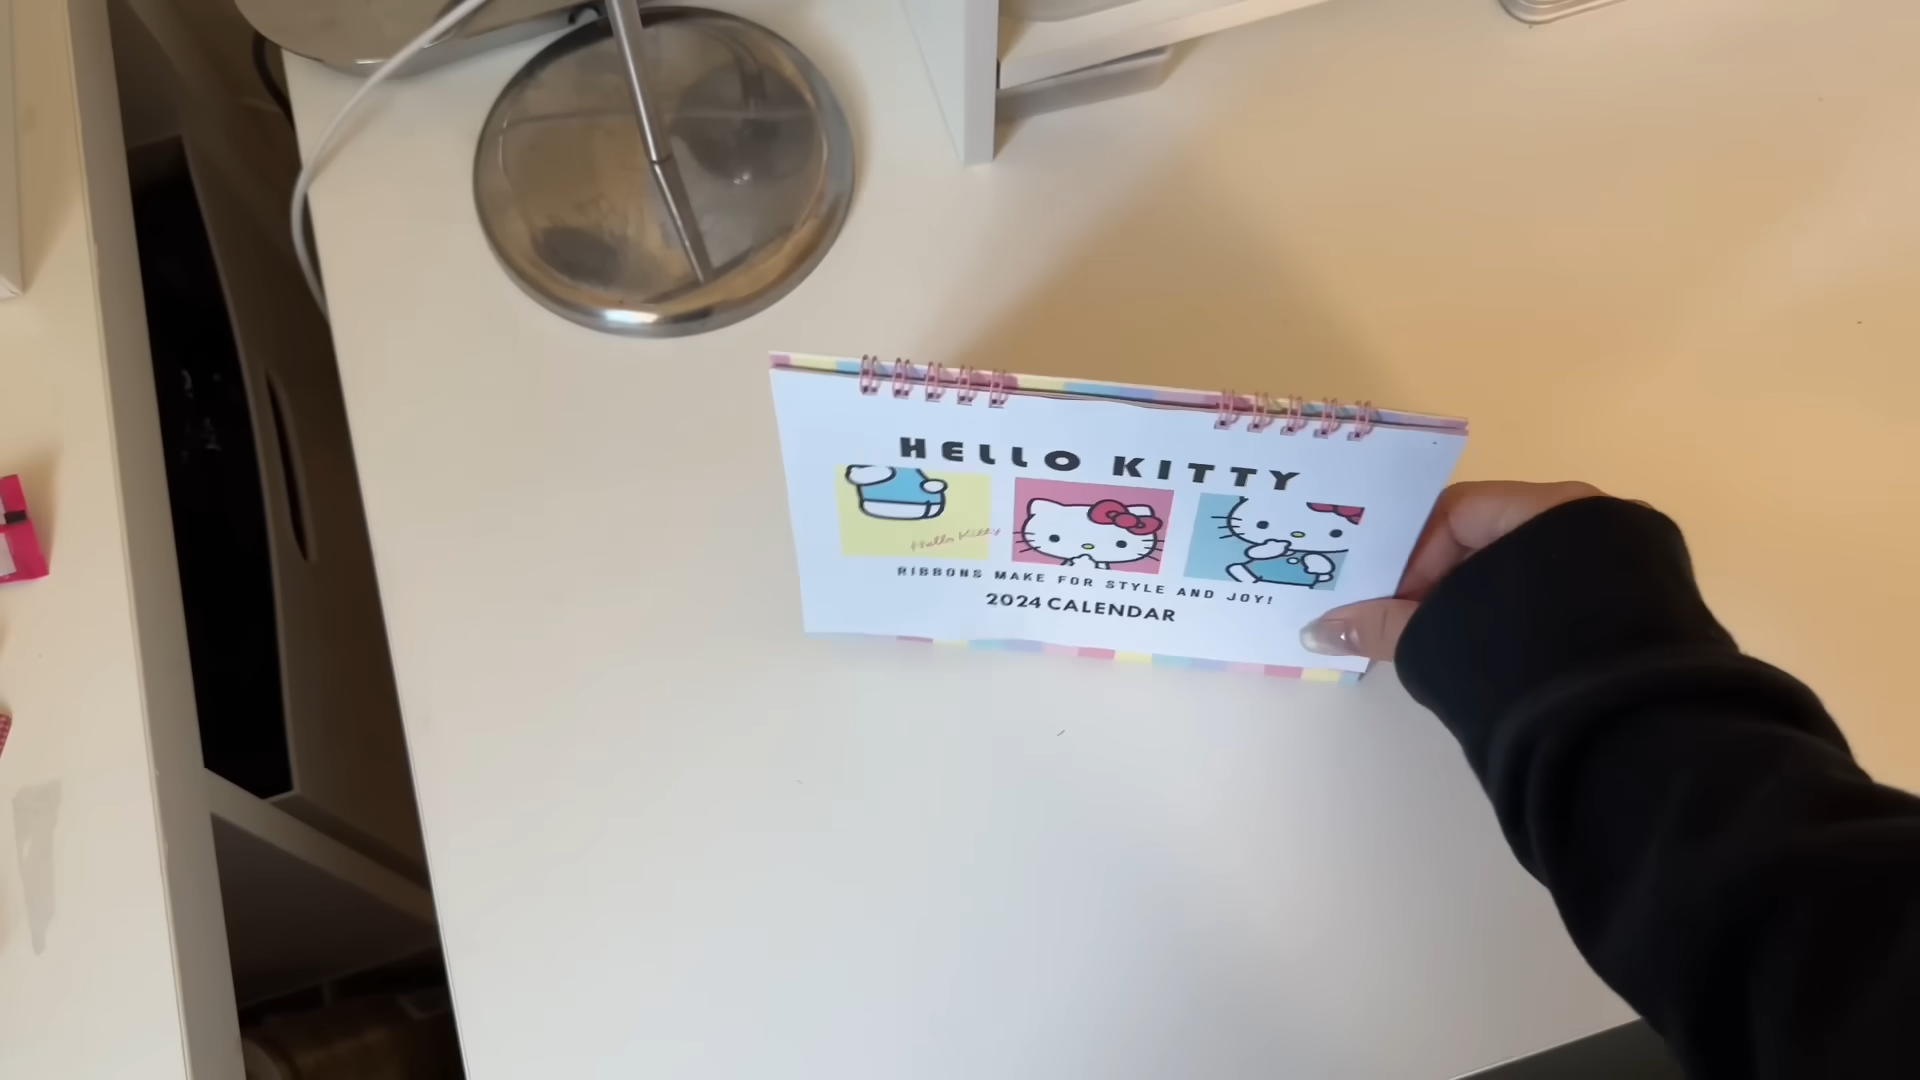 HELLO KITTY
Hello Kitty
RIBBONS MAKE FOR STYLE AND JOY!
2024 CALENDAR